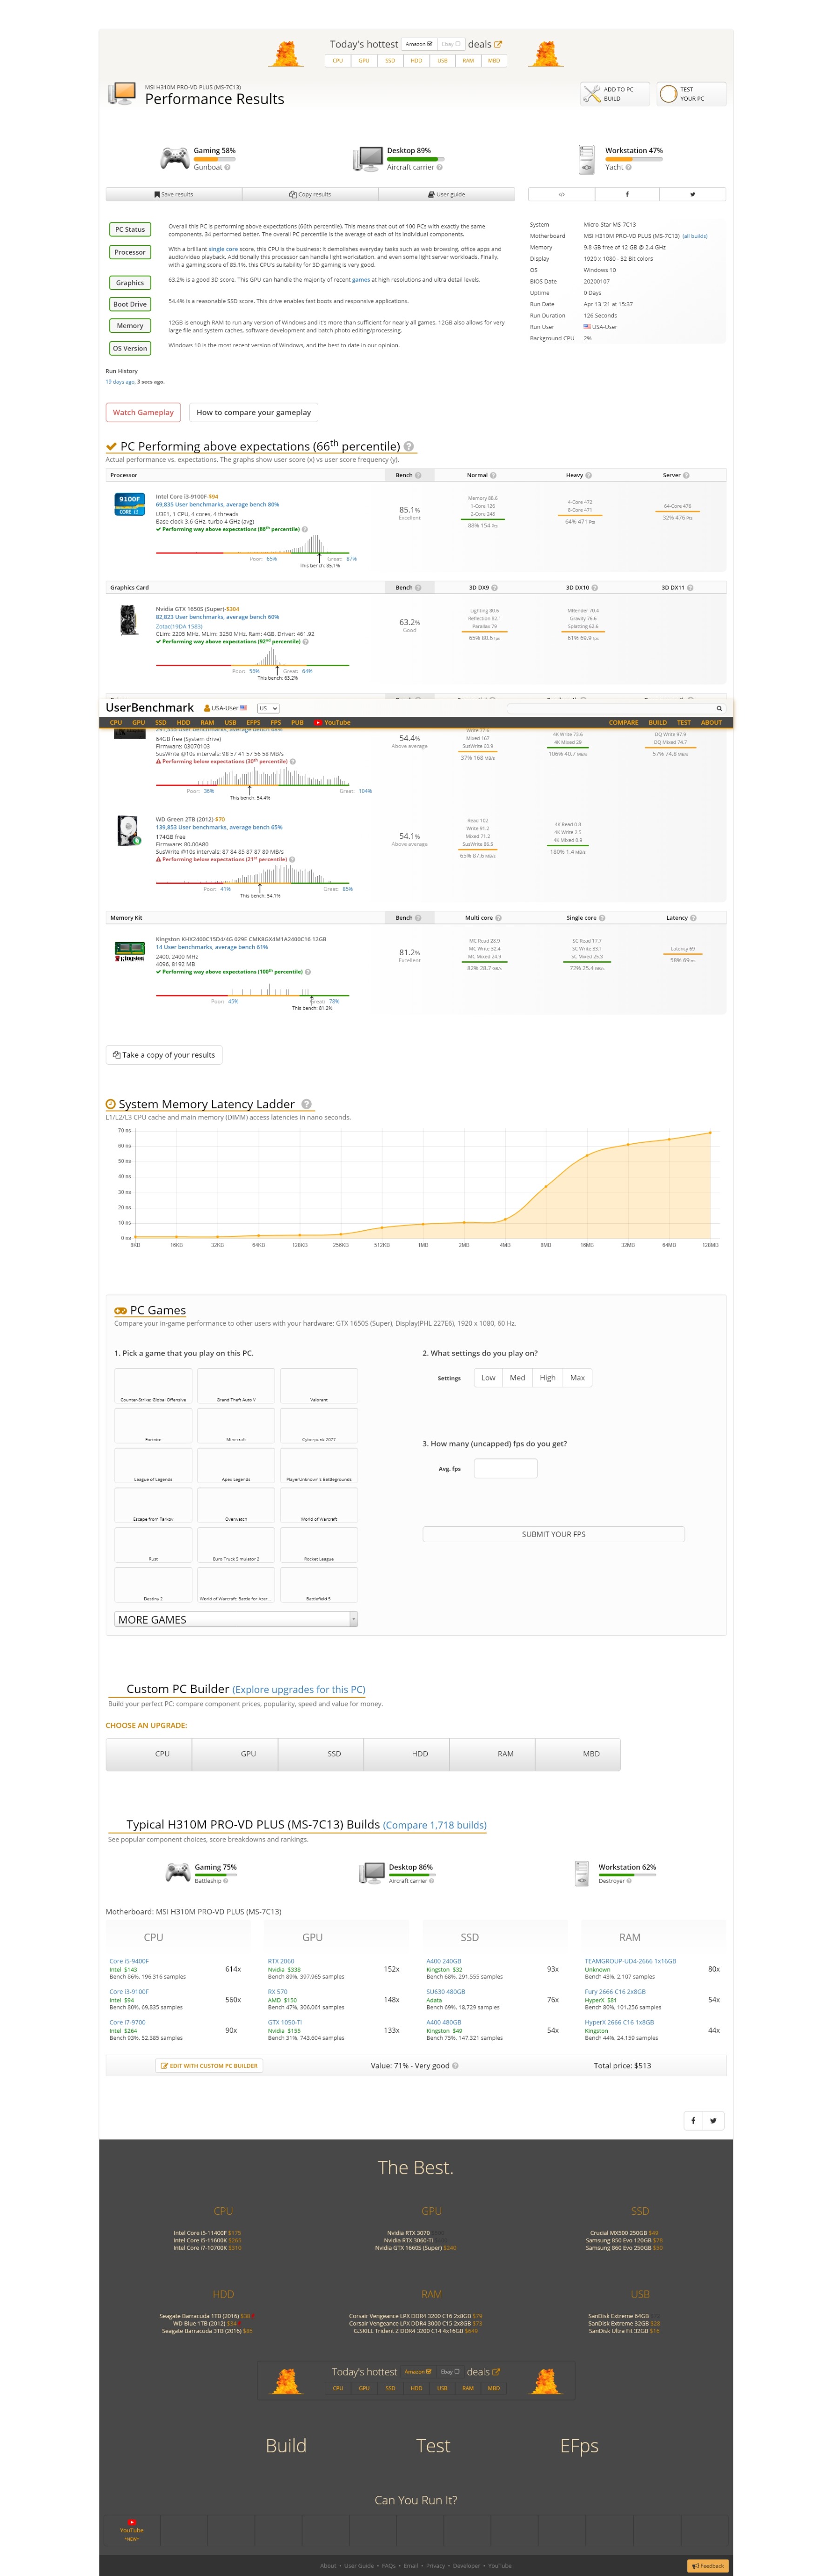 Today's hottest Amazon Ebay deals
CPU GPU SSD HDD USB RAM MBD
MSI H310M PRO-VD PLUS (MS-7C13)
Performance Results
ADD TO PC BUILD
TEST YOUR PC
Gaming 58%
Gunboat
Desktop 89%
Aircraft carrier
Workstation 47%
Yacht
Save results Copy results User guide
PC Status
Overall this PC is performing above expectations (66th percentile). This means that out of 100 PCs with exactly the same
components, 34 performed better. The overall PC percentile is the average of each of its individual components.
Processor
With a brilliant single core score, this CPU is the business: It demolishes everyday tasks such as web browsing, office apps and
audio/video playback. Additionally this processor can handle light workstation, and even some light server workloads. Finally,
with a gaming score of 85.1%, this CPU's suitability for 3D gaming is very good.
Graphics
63.2% is a good 3D score. This GPU can handle the majority of recent games at high resolutions and ultra detail levels.
Boot Drive
54.4% is a reasonable SSD score. This drive enables fast boots and responsive applications.
Memory
12GB is enough RAM to run any version of Windows and it's more than sufficient for nearly all games. 12GB also allows for very
large file and system caches, software development and batch photo editing/processing.
OS Version
Windows 10 is the most recent version of Windows, and the best to date in our opinion.
System Micro-Star MS-7C13
Motherboard MSI H310M PRO-VD PLUS (MS-7C13) (all builds)
Memory 9.8 GB free of 12 GB @ 2.4 GHz
Display 1920 x 1080 - 32 Bit colors
OS Windows 10
BIOS Date 20200107
Uptime 0 Days
Run Date Apr 13 '21 at 15:37
Run Duration 126 Seconds
Run User USA-User
Background CPU 2%
Run History
19 days ago, 3 secs ago.
Watch Gameplay How to compare your gameplay
PC Performing above expectations (66th percentile)
Actual performance vs. expectations. The graphs show user score (x) vs user score frequency (y).
Processor Bench Normal Heavy Server
9100F CORE i3
Intel Core i3-9100F-$94
69,835 User benchmarks, average bench 80%
U3E1, 1 CPU, 4 cores, 4 threads
Base clock 3.6 GHz, turbo 4 GHz (avg)
Performing way above expectations (86th percentile)
Poor: 65% Great: 87%
This bench: 85.1%
85.1%
Excellent
Memory 88.6
1-Core 126
2-Core 248
88% 154 Pts
4-Core 472
8-Core 471
64% 471 Pts
64-Core 476
32% 476 Pts
Graphics Card Bench 3D DX9 3D DX10 3D DX11
Nvidia GTX 1650S (Super)-$304
82,823 User benchmarks, average bench 60%
Zotac(19DA 1583)
CLim: 2205 MHz, MLim: 3250 MHz, Ram: 4GB, Driver: 461.92
Performing way above expectations (92nd percentile)
Poor: 56% Great: 64%
This bench: 63.2%
63.2%
Good
Lighting 80.6
Reflection 82.1
Parallax 79
65% 80.6 fps
MRender 70.4
Gravity 76.6
Splatting 62.6
61% 69.9 fps
UserBenchmark USA-User US
CPU GPU SSD HDD RAM USB EFPS FPS PUB YouTube COMPARE BUILD TEST ABOUT
64GB free (System drive)
Firmware: 03070103
SusWrite @10s intervals: 98 57 41 57 56 58 MB/s
Performing below expectations (30th percentile)
Poor: 36% Great: 104%
This bench: 54.4%
54.4%
Above average
Write 77.6
Mixed 167
SusWrite 60.9
37% 168 MB/s
4K Write 73.6
4K Mixed 29
106% 40.7 MB/s
DQ Write 97.9
DQ Mixed 74.7
57% 74.8 MB/s
WD Green 2TB (2012)-$70
139,853 User benchmarks, average bench 65%
174GB free
Firmware: 80.00A80
SusWrite @10s intervals: 87 84 85 87 87 89 MB/s
Performing below expectations (21st percentile)
Poor: 41% Great: 85%
This bench: 54.1%
54.1%
Above average
Read 102
Write 91.2
Mixed 71.2
SusWrite 86.5
65% 87.6 MB/s
4K Read 0.8
4K Write 2.5
4K Mixed 0.9
180% 1.4 MB/s
Memory Kit Bench Multi core Single core Latency
Kingston KHX2400C15D4/4G 029E CMK8GX4M1A2400C16 12GB
14 User benchmarks, average bench 61%
2400, 2400 MHz
4096, 8192 MB
Performing way above expectations (100th percentile)
Poor: 45% Great: 78%
This bench: 81.2%
81.2%
Excellent
MC Read 28.8
MC Write 32.4
MC Mixed 24.9
82% 28.7 GB/s
SC Read 17.7
SC Write 33.1
SC Mixed 25.3
72% 25.4 GB/s
Latency 69
58% 69 ns
Take a copy of your results
System Memory Latency Ladder
L1/L2/L3 CPU cache and main memory (DIMM) access latencies in nano seconds.
70 ns
60 ns
50 ns
40 ns
30 ns
20 ns
10 ns
0 ns
8KB 16KB 32KB 64KB 128KB 256KB 512KB 1MB 2MB 4MB 8MB 16MB 32MB 64MB 128MB
PC Games
Compare your in-game performance to other users with your hardware: GTX 1650S (Super), Display(PHL 227E6), 1920 x 1080, 60 Hz.
1. Pick a game that you play on this PC.
Counter-Strike: Global Offensive Grand Theft Auto V Valorant
Fortnite Minecraft Cyberpunk 2077
League of Legends Apex Legends PlayerUnknown's Battlegrounds
Escape from Tarkov Overwatch World of Warcraft
Rust Euro Truck Simulator 2 Rocket League
Destiny 2 World of Warcraft: Battle for Azer... Battlefield 5
MORE GAMES
2. What settings do you play on?
Settings Low Med High Max
3. How many (uncapped) fps do you get?
Avg. fps
SUBMIT YOUR FPS
Custom PC Builder (Explore upgrades for this PC)
Build your perfect PC: compare component prices, popularity, speed and value for money.
CHOOSE AN UPGRADE:
CPU GPU SSD HDD RAM MBD
Typical H310M PRO-VD PLUS (MS-7C13) Builds (Compare 1,718 builds)
See popular component choices, score breakdowns and rankings.
Gaming 75%
Battleship
Desktop 86%
Aircraft carrier
Workstation 62%
Destroyer
Motherboard: MSI H310M PRO-VD PLUS (MS-7C13)
CPU GPU SSD RAM
Core i5-9400F
Intel $143 614x
Bench 86%, 196,316 samples
Core i3-9100F
Intel $94 560x
Bench 80%, 69,835 samples
Core i7-9700
Intel $264 90x
Bench 93%, 52,385 samples
RTX 2060
Nvidia $338 152x
Bench 89%, 397,965 samples
RX 570
AMD $150 148x
Bench 47%, 306,061 samples
GTX 1050-Ti
Nvidia $155 133x
Bench 31%, 743,604 samples
A400 240GB
Kingston $32 93x
Bench 68%, 291,555 samples
SU630 480GB
Adata 76x
Bench 69%, 18,729 samples
A400 480GB
Kingston $49 54x
Bench 75%, 147,321 samples
TEAMGROUP-UD4-2666 1x16GB
Unknown 80x
Bench 43%, 2,107 samples
Fury 2666 C16 2x8GB
HyperX $81 54x
Bench 80%, 101,256 samples
HyperX 2666 C16 1x8GB
Kingston 44x
Bench 44%, 24,159 samples
EDIT WITH CUSTOM PC BUILDER Value: 71% - Very good Total price: $513
The Best.
CPU GPU SSD
Intel Core i5-11400F $175
Intel Core i5-11600K $265
Intel Core i7-10700K $310
Nvidia RTX 3070
Nvidia RTX 3060-Ti
Nvidia GTX 1660S (Super) $240
Crucial MX500 250GB $49
Samsung 850 Evo 120GB $70
Samsung 860 Evo 250GB $50
HDD RAM USB
Seagate Barracuda 1TB (2016) $38
WD Blue 1TB (2012) $34
Seagate Barracuda 3TB (2016) $85
Corsair Vengeance LPX DDR4 3200 C16 2x8GB $79
Corsair Vengeance LPX DDR4 3000 C15 2x8GB $73
G.SKILL Trident Z DDR4 3200 C14 4x16GB $649
SanDisk Extreme 64GB
SanDisk Extreme 32GB $28
SanDisk Ultra Fit 32GB $16
Today's hottest Amazon Ebay deals
CPU GPU SSD HDD USB RAM MBD
Build Test EFps
Can You Run It?
YouTube
*NEW*
About • User Guide • FAQs • Email • Privacy • Developer • YouTube
Feedback